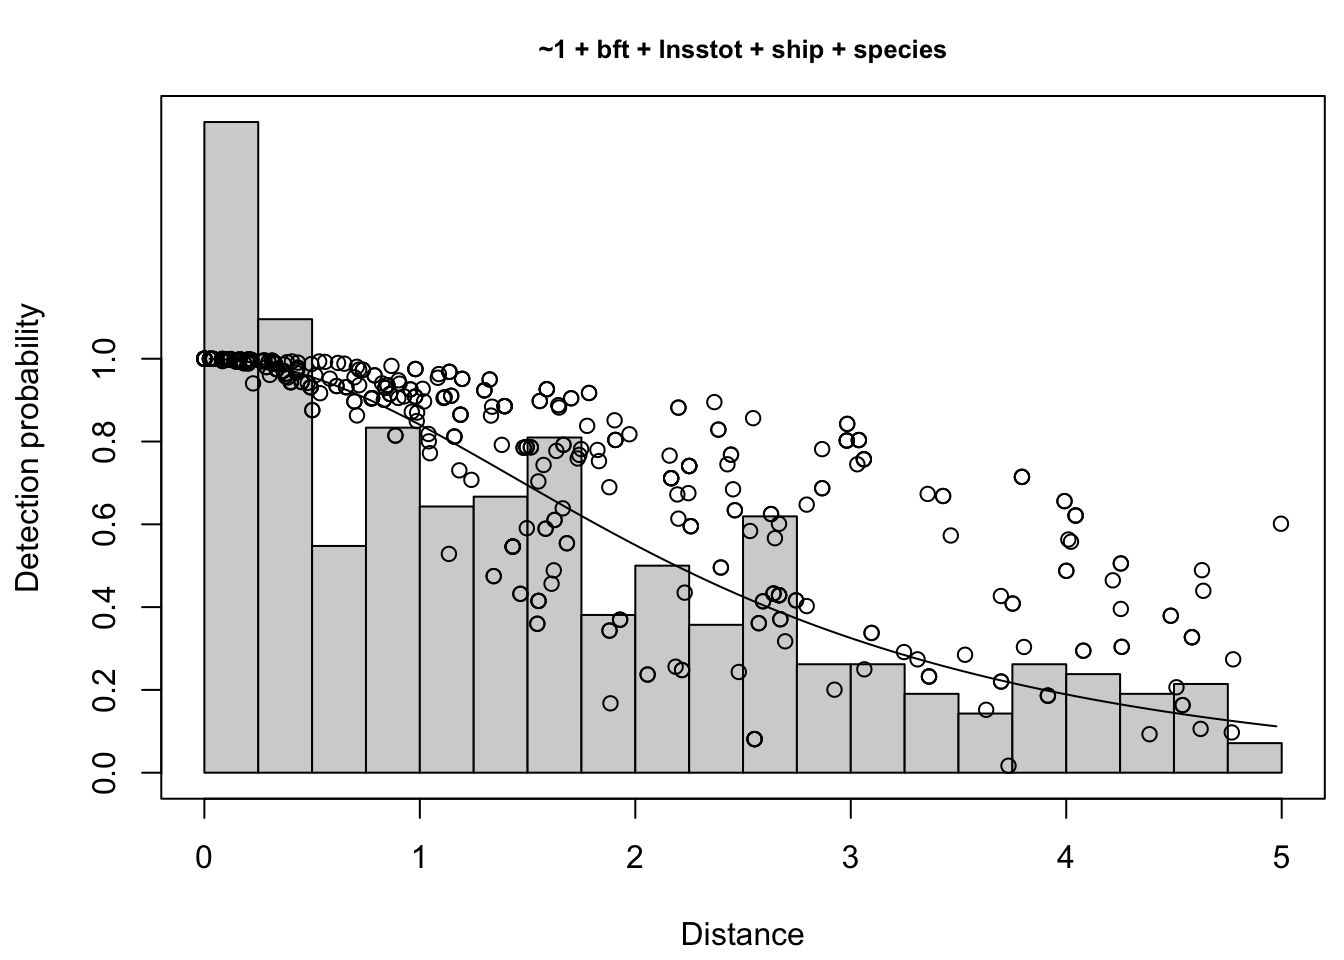 ~1 + bft + lnsstot + ship + species
Detection probability
1.0
0.8
0.6
0.4
0.2
0.0
0 1 2 3 4 5
Distance